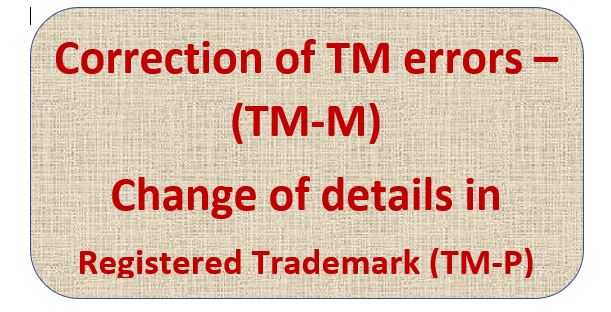 Correction of TM errors –
(TM-M)
Change of details in
Registered Trademark (TM-P)